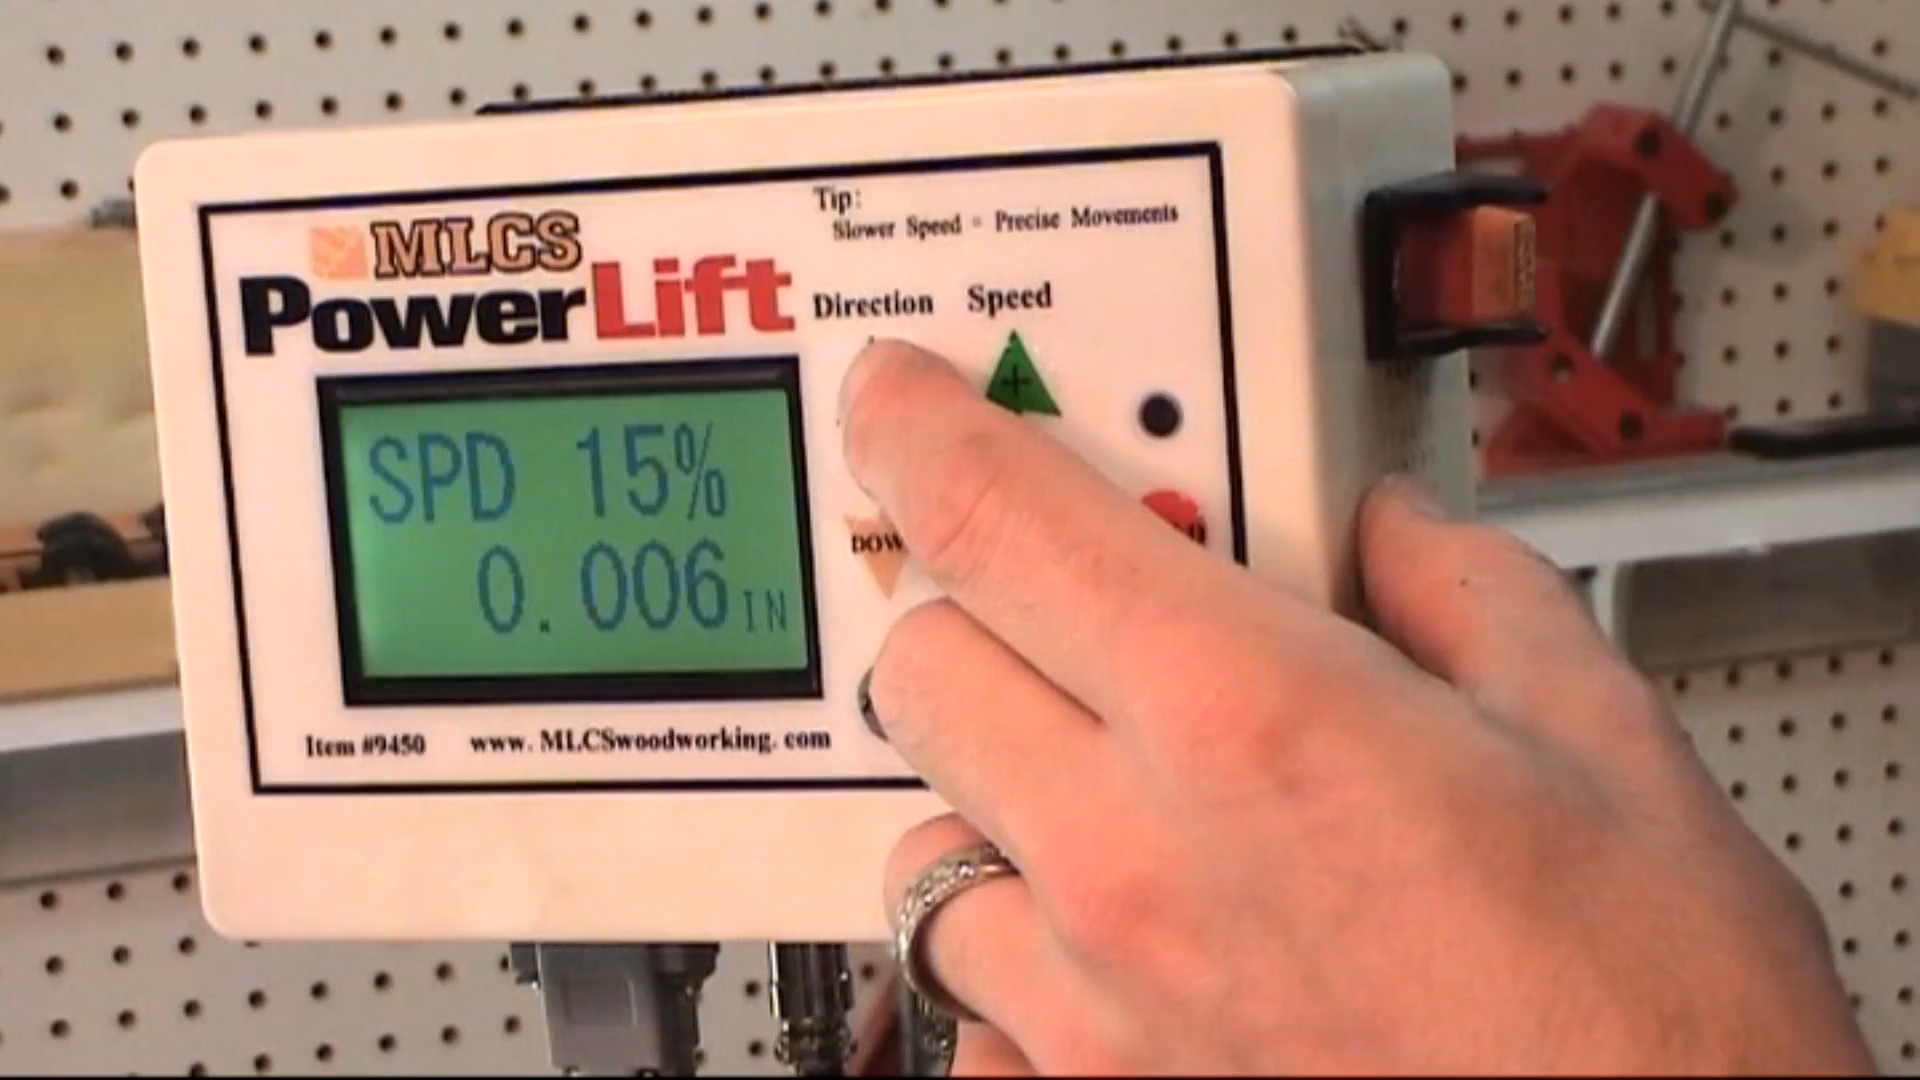 Tip:
Slower Speed = Precise Movements
MLCS
PowerLift
Direction Speed
+
SPD 15%
0.006 IN
Item #9450 www.MLCSwoodworking.com